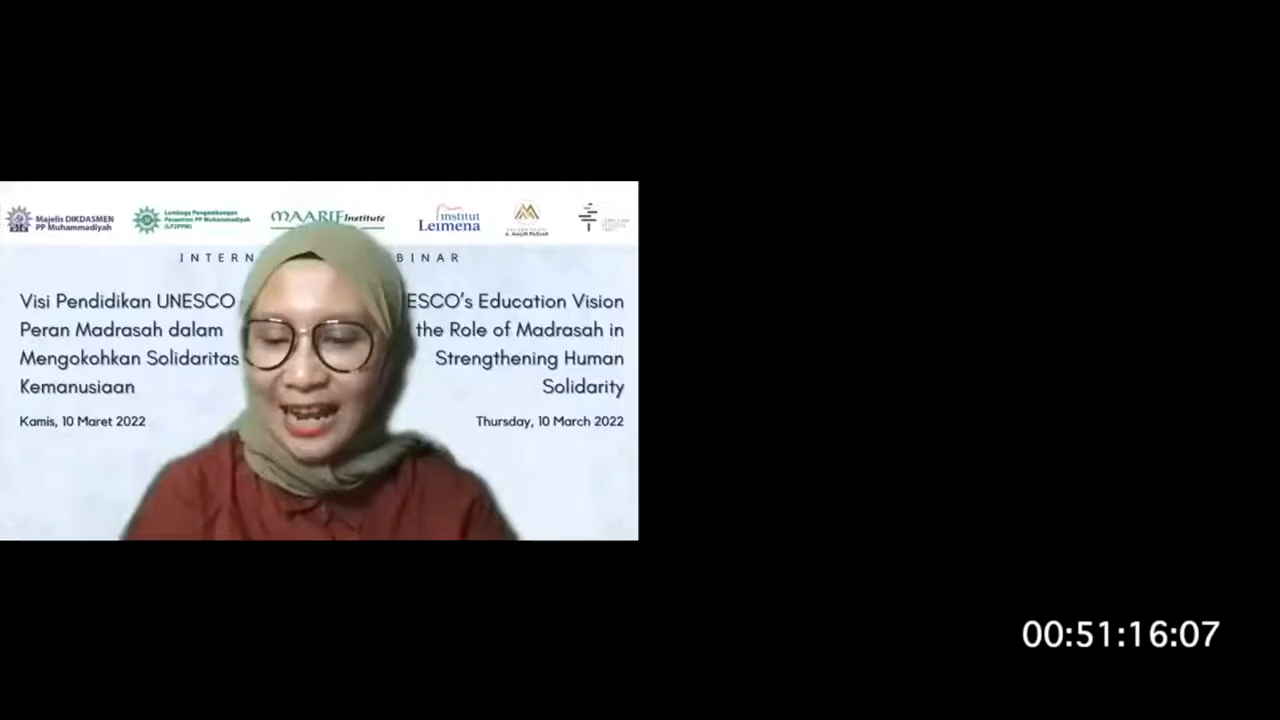 Majelis DIKDASMEN
PP Muhammadiyah
Lembaga Pengembangan
Pesantren PP Muhammadiyah
(LP2PPM)
MAARIF Institute
institut
Leimena
A. MALIK FADJAR
INTERN BINAR
Visi Pendidikan UNESCO
Peran Madrasah dalam
Mengokohkan Solidaritas
Kemanusiaan
Kamis, 10 Maret 2022
ESCO's Education Vision
the Role of Madrasah in
Strengthening Human
Solidarity
Thursday, 10 March 2022
00:51:16:07